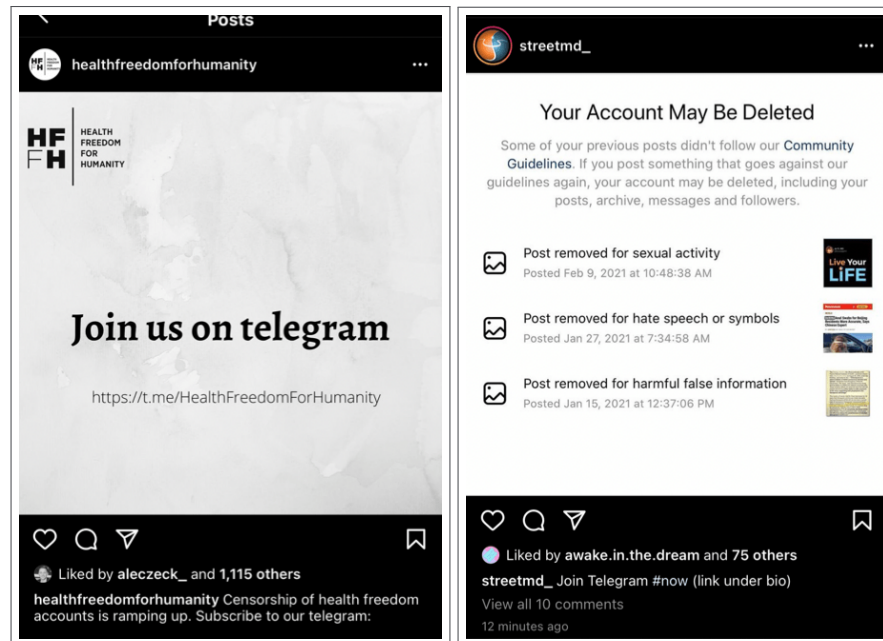 Posts
healthfreedomforhumanity
HF
FH
HEALTH
FREEDOM
FOR
HUMANITY
Join us on telegram
https://t.me/HealthFreedomForHumanity
Liked by aleczeck_ and 1,115 others
healthfreedomforhumanity Censorship of health freedom
accounts is ramping up. Subscribe to our telegram:
streetmd_
Your Account May Be Deleted
Some of your previous posts didn't follow our Community
Guidelines. If you post something that goes against our
guidelines again, your account may be deleted, including your
posts, archive, messages and followers.
Post removed for sexual activity
Posted Feb 9, 2021 at 10:48:38 AM
Live Your
LiFE
Post removed for hate speech or symbols
Posted Jan 27, 2021 at 7:34:58 AM
Post removed for harmful false information
Posted Jan 15, 2021 at 12:37:06 PM
Liked by awake.in.the.dream and 75 others
streetmd_ Join Telegram #now (link under bio)
View all 10 comments
12 minutes ago